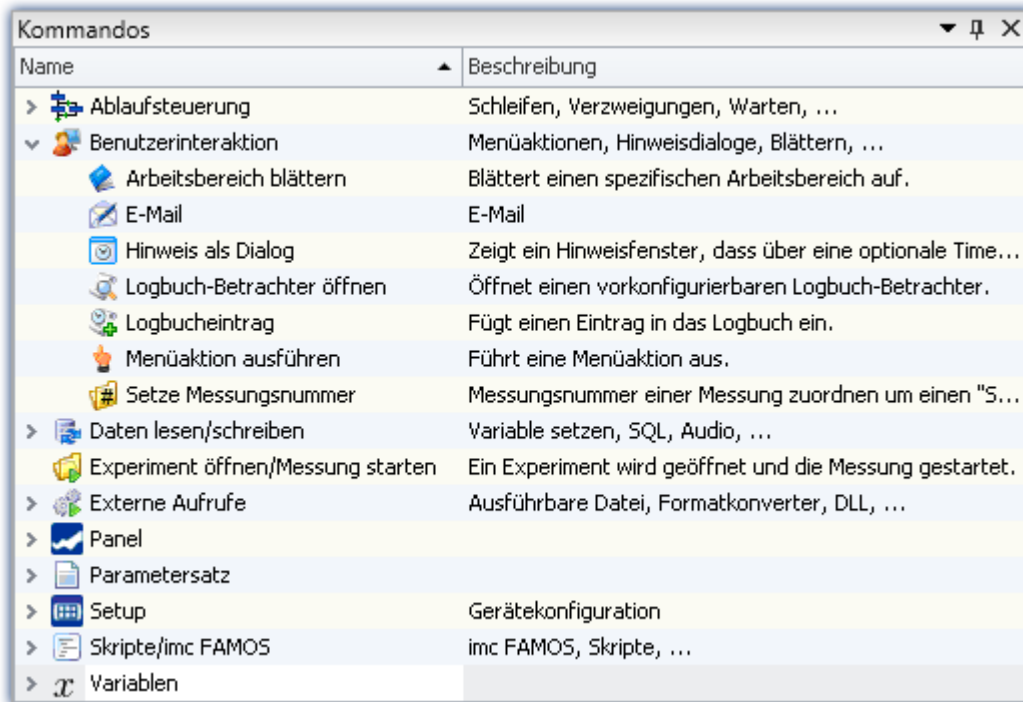 Kommandos
Name Beschreibung
Ablaufsteuerung Schleifen, Verzweigungen, Warten, ...
Benutzerinteraktion Menüaktionen, Hinweisdialoge, Blättern, ...
Arbeitsbereich blättern Blättert einen spezifischen Arbeitsbereich auf.
E-Mail E-Mail
Hinweis als Dialog Zeigt ein Hinweisfenster, dass über eine optionale Time...
Logbuch-Betrachter öffnen Öffnet einen vorkonfigurierbaren Logbuch-Betrachter.
Logbucheintrag Fügt einen Eintrag in das Logbuch ein.
Menüaktion ausführen Führt eine Menüaktion aus.
Setze Messungsnummer Messungsnummer einer Messung zuordnen um einen "S...
Daten lesen/schreiben Variable setzen, SQL, Audio, ...
Experiment öffnen/Messung starten Ein Experiment wird geöffnet und die Messung gestartet.
Externe Aufrufe Ausführbare Datei, Formatkonverter, DLL, ...
Panel
Parametersatz
Setup Gerätekonfiguration
Skripte/imc FAMOS imc FAMOS, Skripte, ...
x Variablen